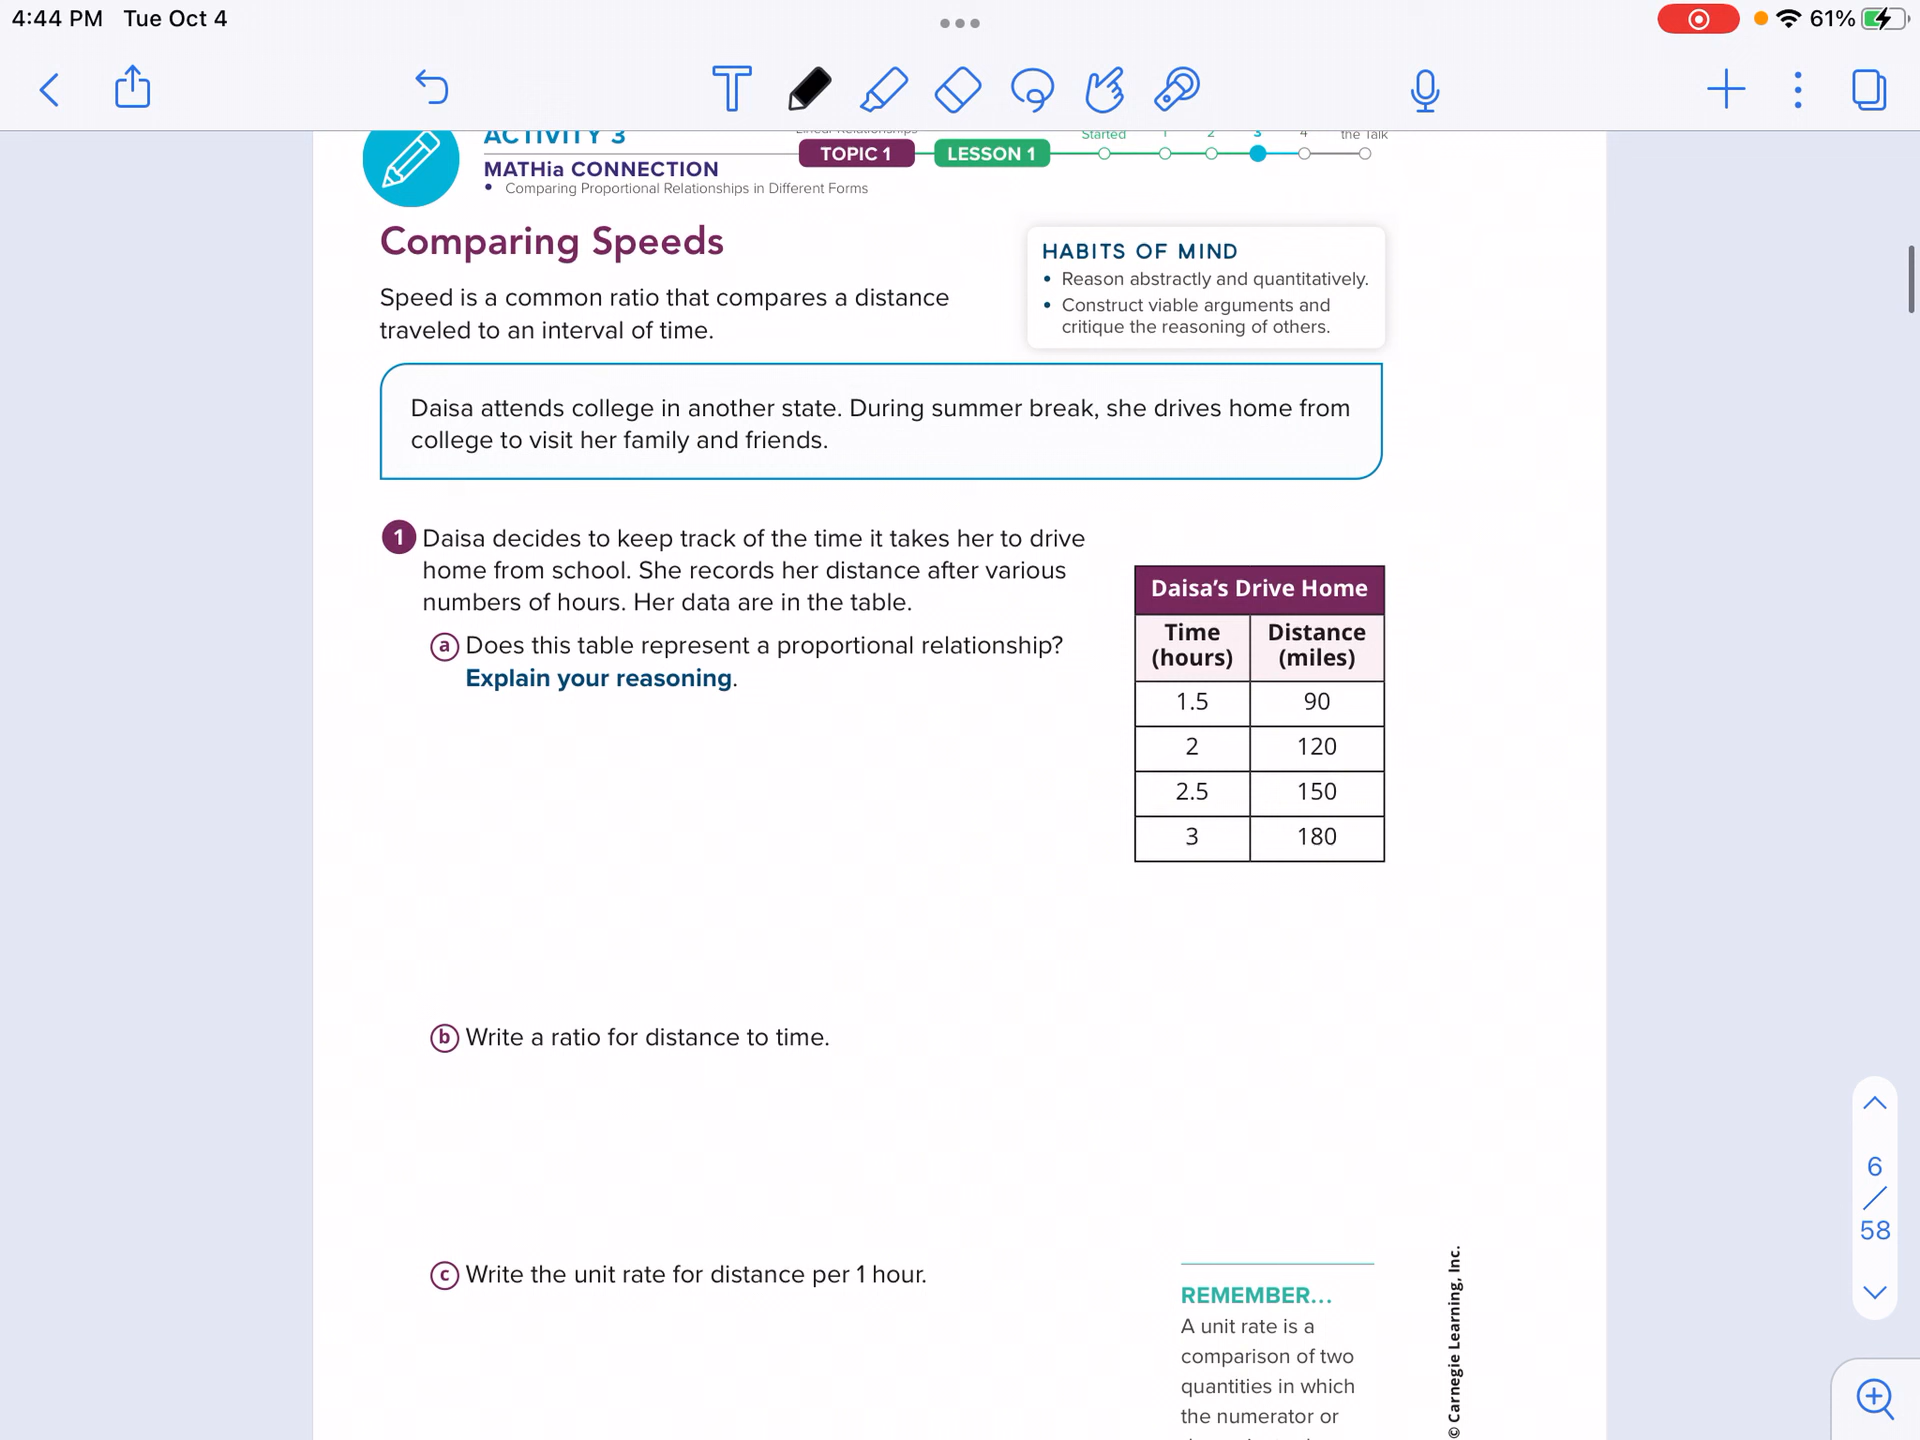 4:44 PM Tue Oct 4
61%
ACTIVITY 3
Linear Relationships
Started 1 2 3 4 the Talk
TOPIC 1 LESSON 1
MATHia CONNECTION
• Comparing Proportional Relationships in Different Forms
Comparing Speeds
Speed is a common ratio that compares a distance
traveled to an interval of time.
HABITS OF MIND
• Reason abstractly and quantitatively.
• Construct viable arguments and
critique the reasoning of others.
Daisa attends college in another state. During summer break, she drives home from
college to visit her family and friends.
1 Daisa decides to keep track of the time it takes her to drive
home from school. She records her distance after various
numbers of hours. Her data are in the table.
a Does this table represent a proportional relationship?
Explain your reasoning.
Daisa's Drive Home
Time (hours) Distance (miles)
1.5 90
2 120
2.5 150
3 180
b Write a ratio for distance to time.
c Write the unit rate for distance per 1 hour.
REMEMBER...
A unit rate is a
comparison of two
quantities in which
the numerator or
© Carnegie Learning, Inc.
6
/
58